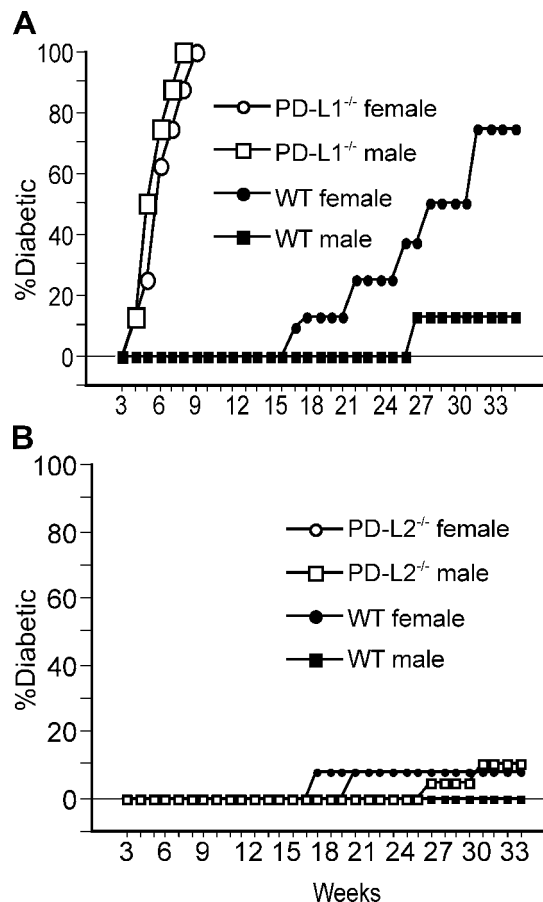 A
100
80
60
40
20
0
%Diabetic
PD-L1-/- female
PD-L1-/- male
WT female
WT male
3 6 9 12 15 18 21 24 27 30 33
B
100
80
60
40
20
0
%Diabetic
PD-L2-/- female
PD-L2-/- male
WT female
WT male
3 6 9 12 15 18 21 24 27 30 33
Weeks